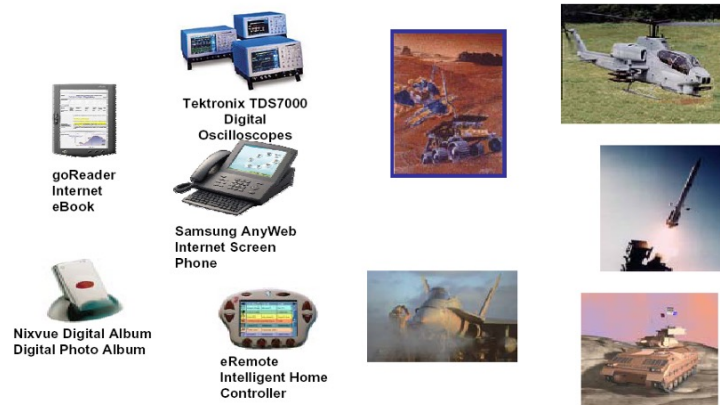 Tektronix TDS7000
Digital
Oscilloscopes
goReader
Internet
eBook
Samsung AnyWeb
Internet Screen
Phone
Nixvue Digital Album
Digital Photo Album
eRemote
Intelligent Home
Controller